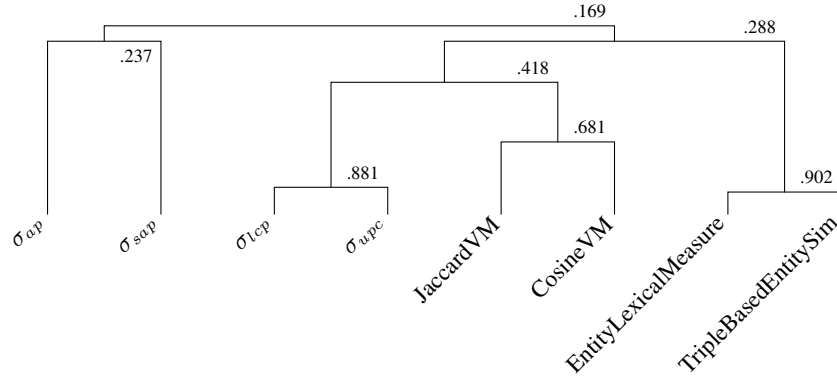 .169
.237
.288
.418
.681
.881
.902
σap
σsap
σlcp
σupc
JaccardVM
CosineVM
EntityLexicalMeasure
TripleBasedEntitySim